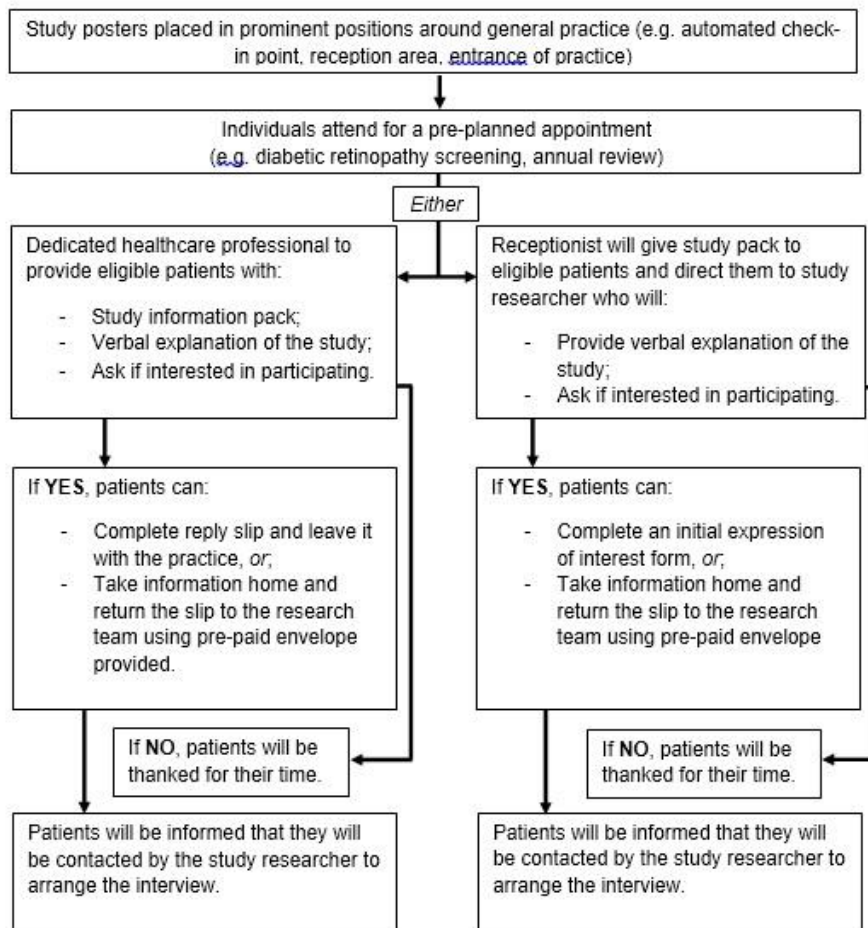 Study posters placed in prominent positions around general practice (e.g. automated check-
in point, reception area, entrance of practice)
Individuals attend for a pre-planned appointment
(e.g. diabetic retinopathy screening, annual review)
Either
Dedicated healthcare professional to
provide eligible patients with:
- Study information pack;
- Verbal explanation of the study;
- Ask if interested in participating.
Receptionist will give study pack to
eligible patients and direct them to study
researcher who will:
- Provide verbal explanation of the
study;
- Ask if interested in participating.
If YES, patients can:
- Complete reply slip and leave it
with the practice, or;
- Take information home and
return the slip to the research
team using pre-paid envelope
provided.
If YES, patients can:
- Complete an initial expression
of interest form, or;
- Take information home and
return the slip to the research
team using pre-paid envelope
If NO, patients will be
thanked for their time.
If NO, patients will be
thanked for their time.
Patients will be informed that they will
be contacted by the study researcher to
arrange the interview.
Patients will be informed that they will
be contacted by the study researcher to
arrange the interview.